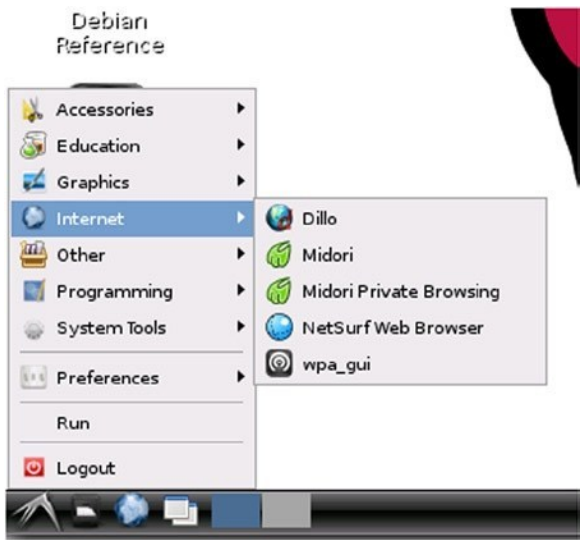 Debian
Reference
Accessories
Education
Graphics
Internet
Other
Programming
System Tools
Preferences
Run
Logout
Dillo
Midori
Midori Private Browsing
NetSurf Web Browser
wpa_gui